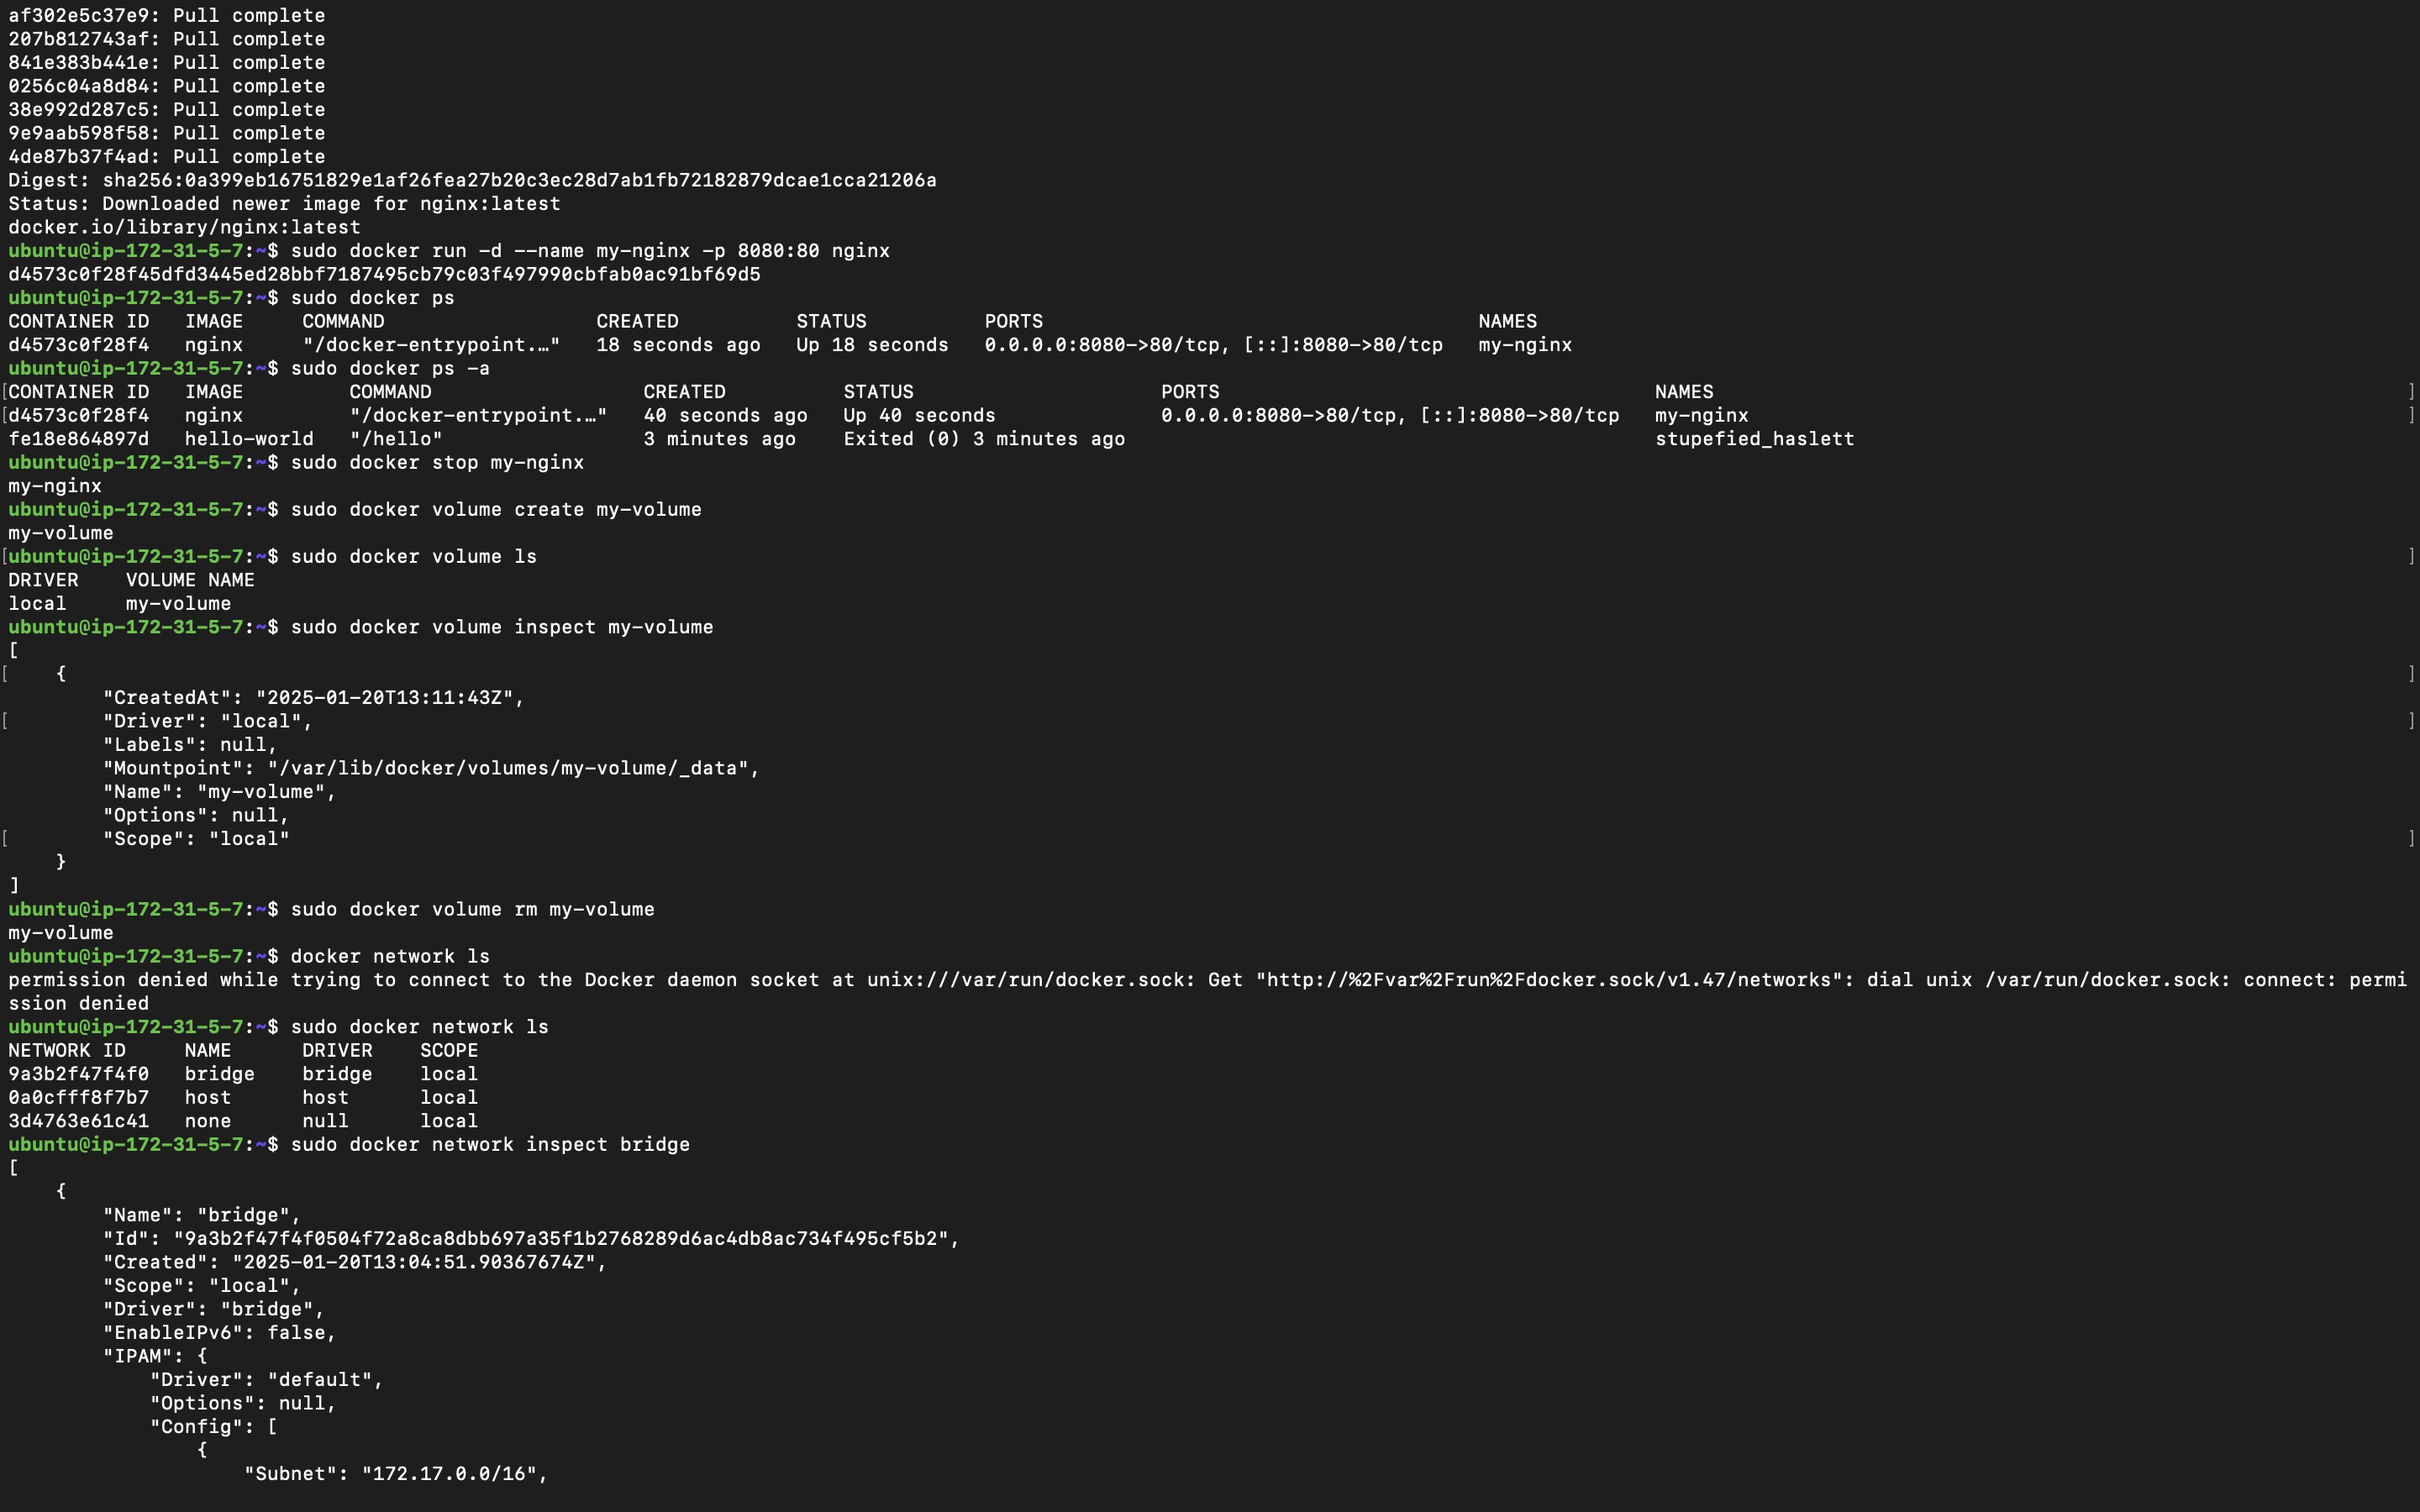 af302e5c37e9: Pull complete
207b812743af: Pull complete
841e383b441e: Pull complete
0256c04a8d84: Pull complete
38e992d287c5: Pull complete
9e9aab598f58: Pull complete
4de87b37f4ad: Pull complete
Digest: sha256:0a399eb16751829e1af26fea27b20c3ec28d7ab1fb72182879dcae1cca21206a
Status: Downloaded newer image for nginx:latest
docker.io/library/nginx:latest
ubuntu@ip-172-31-5-7:~$ sudo docker run -d --name my-nginx -p 8080:80 nginx
d4573c0f28f45dfd3445ed28bbf7187495cb79c03f497990cbfab0ac91bf69d5
ubuntu@ip-172-31-5-7:~$ sudo docker ps
CONTAINER ID   IMAGE     COMMAND                  CREATED          STATUS          PORTS                                     NAMES
d4573c0f28f4   nginx     "/docker-entrypoint.…"   18 seconds ago   Up 18 seconds   0.0.0.0:8080->80/tcp, [::]:8080->80/tcp   my-nginx
ubuntu@ip-172-31-5-7:~$ sudo docker ps -a
[CONTAINER ID   IMAGE         COMMAND                  CREATED          STATUS                     PORTS                                     NAMES ]
[d4573c0f28f4   nginx         "/docker-entrypoint.…"   40 seconds ago   Up 40 seconds              0.0.0.0:8080->80/tcp, [::]:8080->80/tcp   my-nginx ]
fe18e864897d   hello-world   "/hello"                 3 minutes ago    Exited (0) 3 minutes ago                                             stupefied_haslett
ubuntu@ip-172-31-5-7:~$ sudo docker stop my-nginx
my-nginx
ubuntu@ip-172-31-5-7:~$ sudo docker volume create my-volume
my-volume
[ubuntu@ip-172-31-5-7:~$ sudo docker volume ls ]
DRIVER    VOLUME NAME
local     my-volume
ubuntu@ip-172-31-5-7:~$ sudo docker volume inspect my-volume
[
[    { ]
        "CreatedAt": "2025-01-20T13:11:43Z",
[        "Driver": "local", ]
        "Labels": null,
        "Mountpoint": "/var/lib/docker/volumes/my-volume/_data",
        "Name": "my-volume",
        "Options": null,
[        "Scope": "local" ]
    }
]
ubuntu@ip-172-31-5-7:~$ sudo docker volume rm my-volume
my-volume
ubuntu@ip-172-31-5-7:~$ docker network ls
permission denied while trying to connect to the Docker daemon socket at unix:///var/run/docker.sock: Get "http://%2Fvar%2Frun%2Fdocker.sock/v1.47/networks": dial unix /var/run/docker.sock: connect: permi
ssion denied
ubuntu@ip-172-31-5-7:~$ sudo docker network ls
NETWORK ID     NAME      DRIVER    SCOPE
9a3b2f47f4f0   bridge    bridge    local
0a0cfff8f7b7   host      host      local
3d4763e61c41   none      null      local
ubuntu@ip-172-31-5-7:~$ sudo docker network inspect bridge
[
    {
        "Name": "bridge",
        "Id": "9a3b2f47f4f0504f72a8ca8dbb697a35f1b2768289d6ac4db8ac734f495cf5b2",
        "Created": "2025-01-20T13:04:51.90367674Z",
        "Scope": "local",
        "Driver": "bridge",
        "EnableIPv6": false,
        "IPAM": {
            "Driver": "default",
            "Options": null,
            "Config": [
                {
                    "Subnet": "172.17.0.0/16",